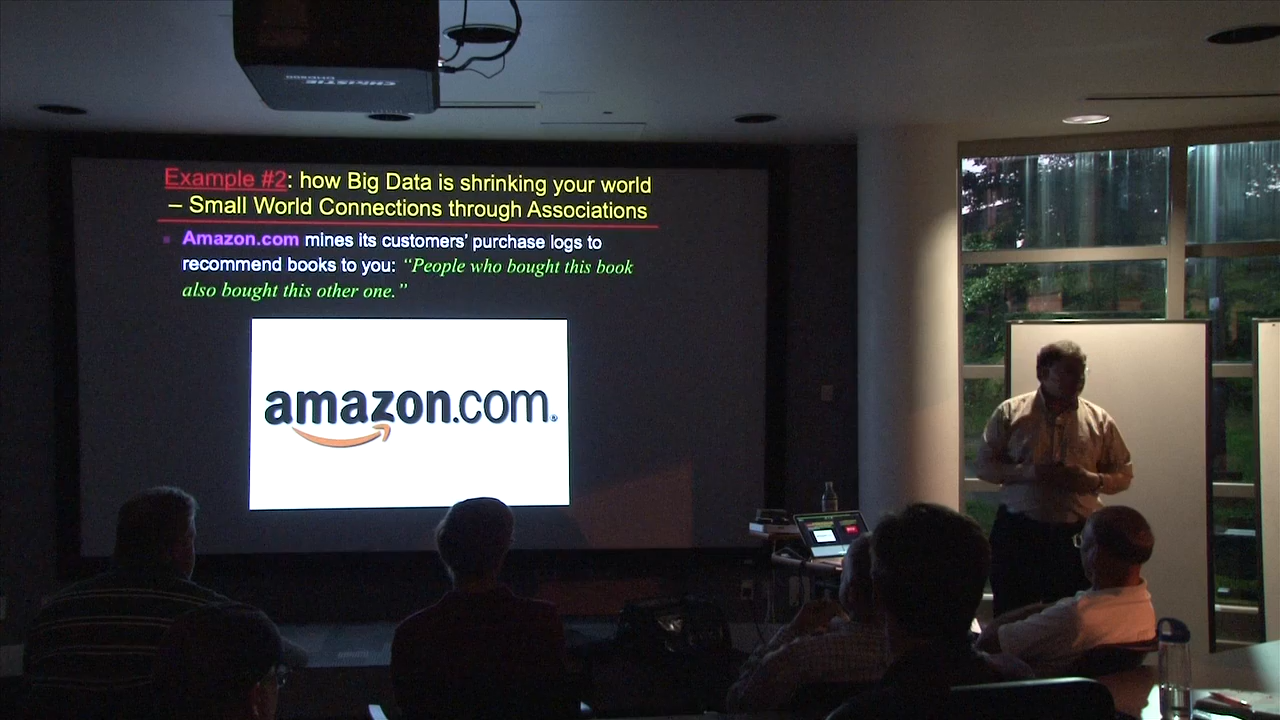 CHRISTIE
Example #2: how Big Data is shrinking your world
– Small World Connections through Associations
Amazon.com mines its customers’ purchase logs to
recommend books to you: “People who bought this book
also bought this other one.”
amazon.com®